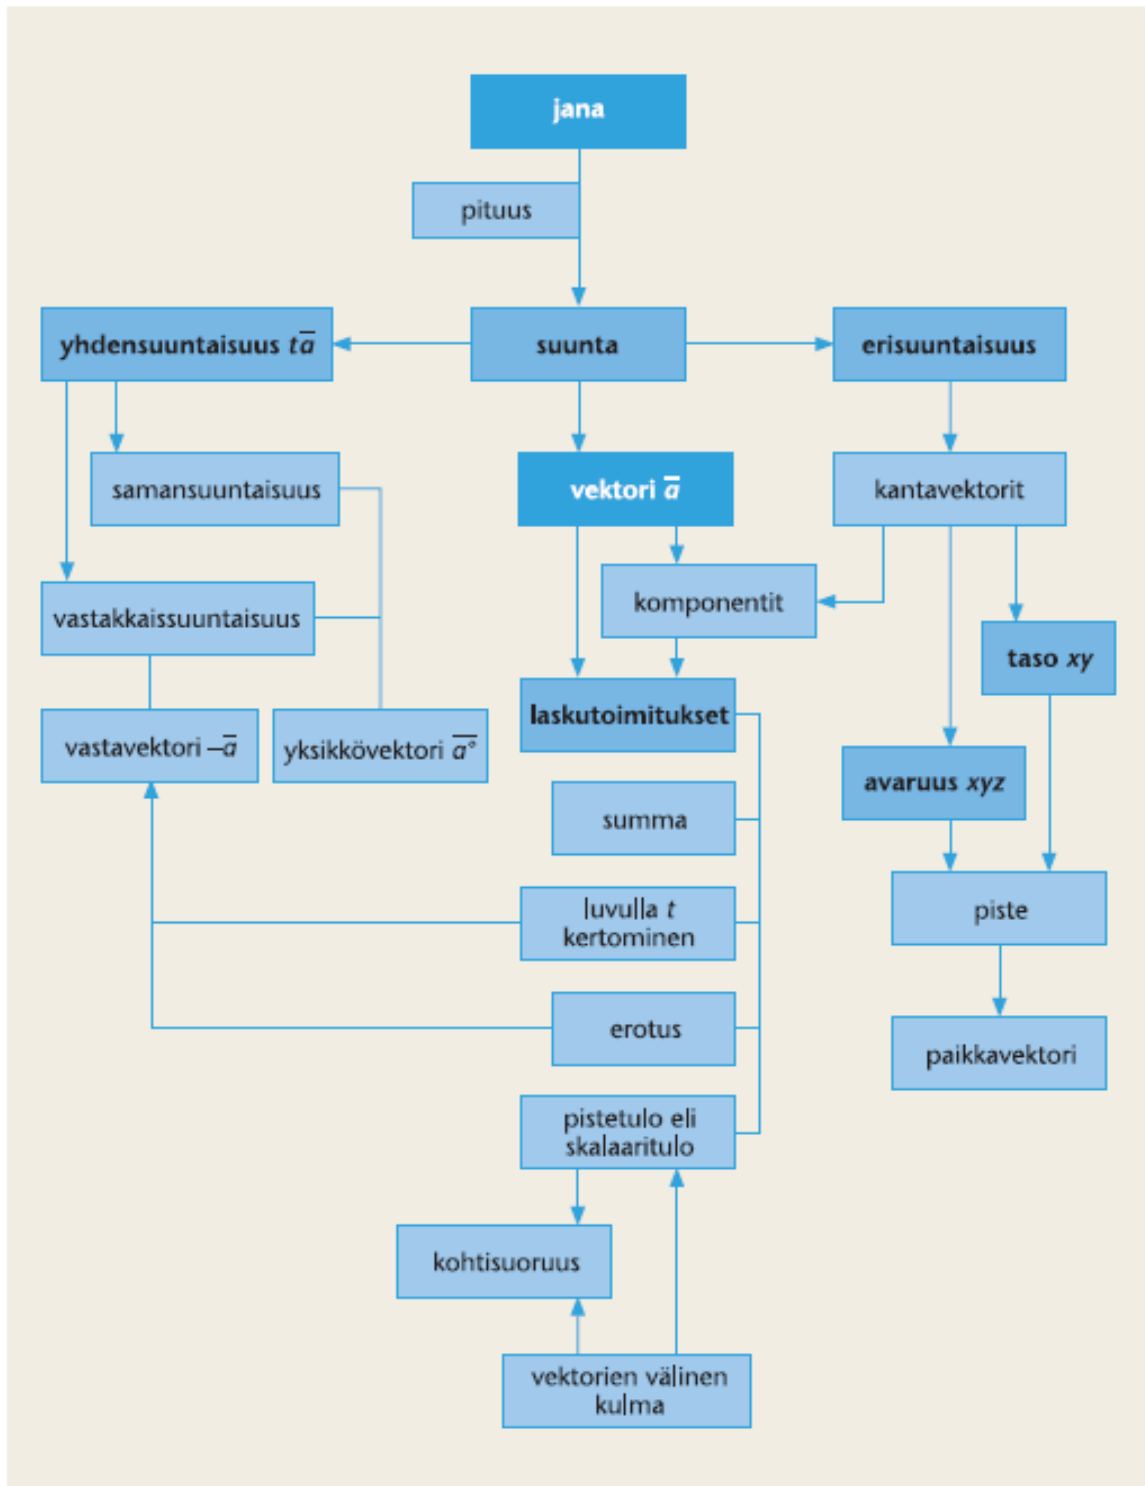 jana
pituus
yhdensuuntaisuus ta̅
suunta
erisuuntaisuus
samansuuntaisuus
vektori a̅
kantavektorit
vastakkaissuuntaisuus
komponentit
taso xy
vastavektori –a̅
yksikkövektori a̅°
laskutoimitukset
avaruus xyz
summa
luvulla t
kertominen
piste
erotus
paikkavektori
pistetulo eli
skalaaritulo
kohtisuoruus
vektorien välinen
kulma